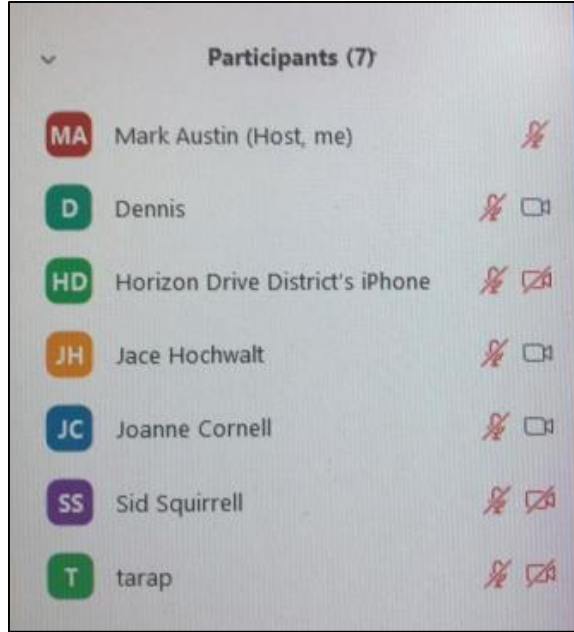 Participants (7)
MA Mark Austin (Host, me)
D Dennis
HD Horizon Drive District's iPhone
JH Jace Hochwalt
JC Joanne Cornell
SS Sid Squirrell
T tarap